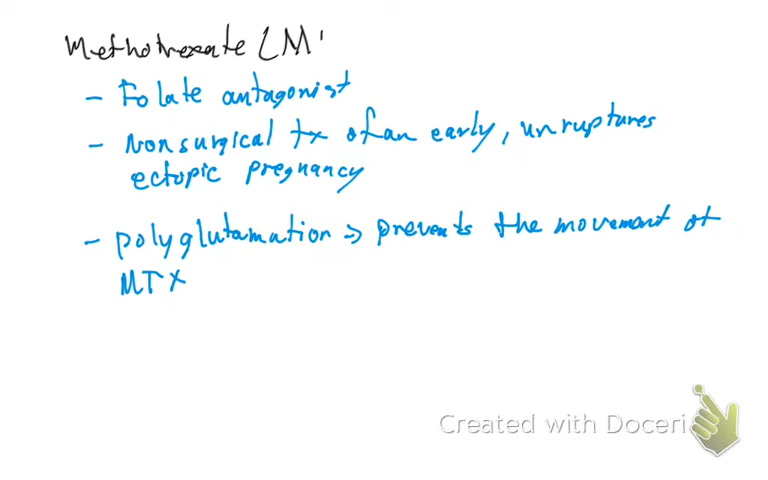 Methotrexate (M'
- Folate antagonist
- Nonsurgical tx of an early, unruptures
ectopic pregnancy
- polyglutamation => prevents the movement of
MTX
Created with Doceri